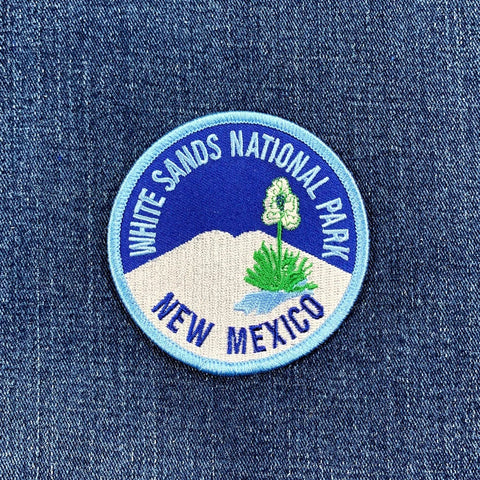 WHITE SANDS NATIONAL PARK
NEW MEXICO